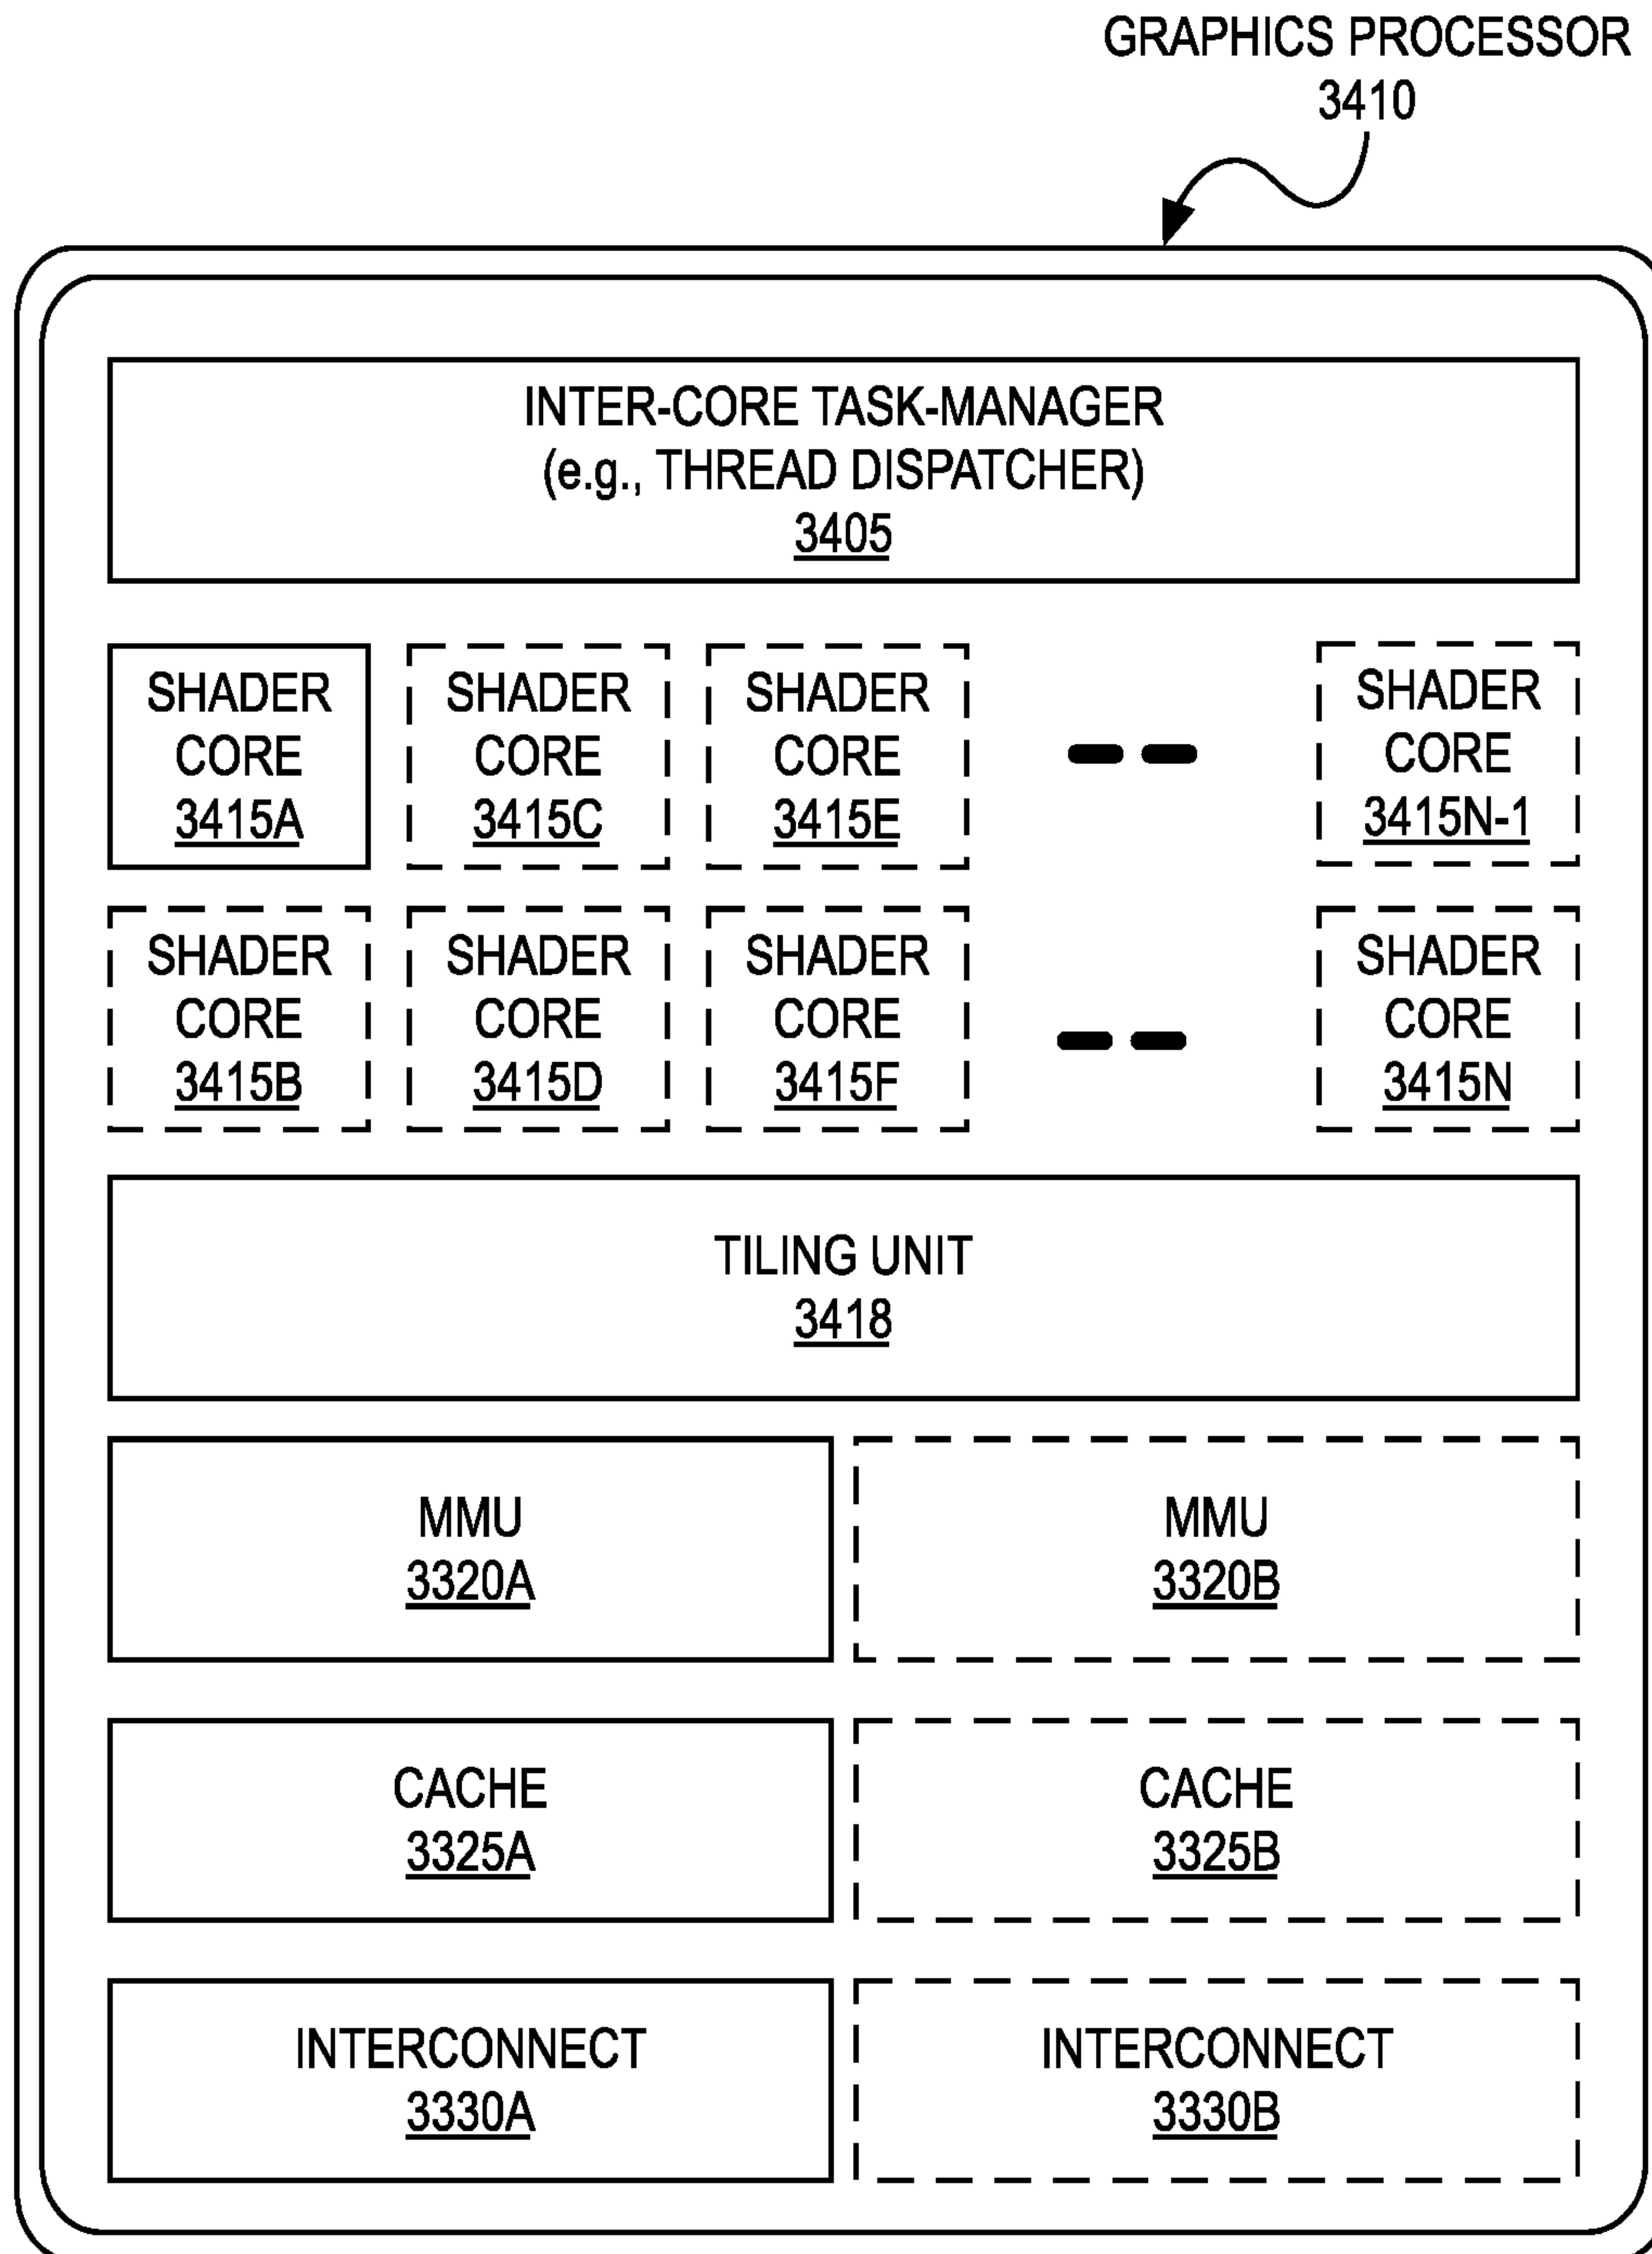 GRAPHICS PROCESSOR
3410
INTER-CORE TASK-MANAGER
(e.g., THREAD DISPATCHER)
3405
SHADER
CORE
3415A
SHADER
CORE
3415C
SHADER
CORE
3415E
SHADER
CORE
3415N-1
SHADER
CORE
3415B
SHADER
CORE
3415D
SHADER
CORE
3415F
SHADER
CORE
3415N
TILING UNIT
3418
MMU
3320A
MMU
3320B
CACHE
3325A
CACHE
3325B
INTERCONNECT
3330A
INTERCONNECT
3330B